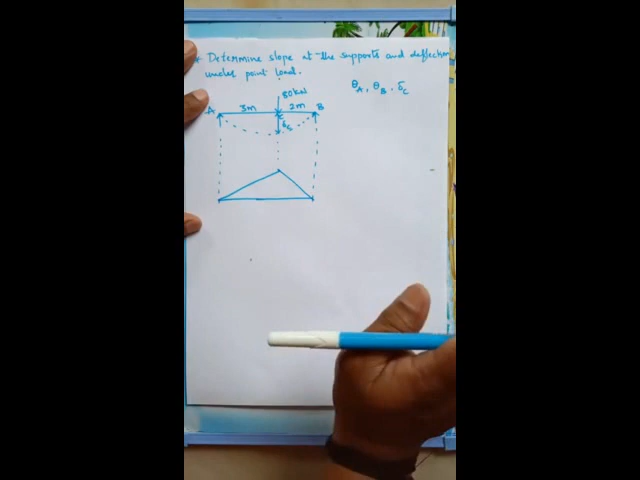 * Determine slope at the supports and deflection
under point load.
θA, θB, δC
80kN
A 3m 2m B
C
δc